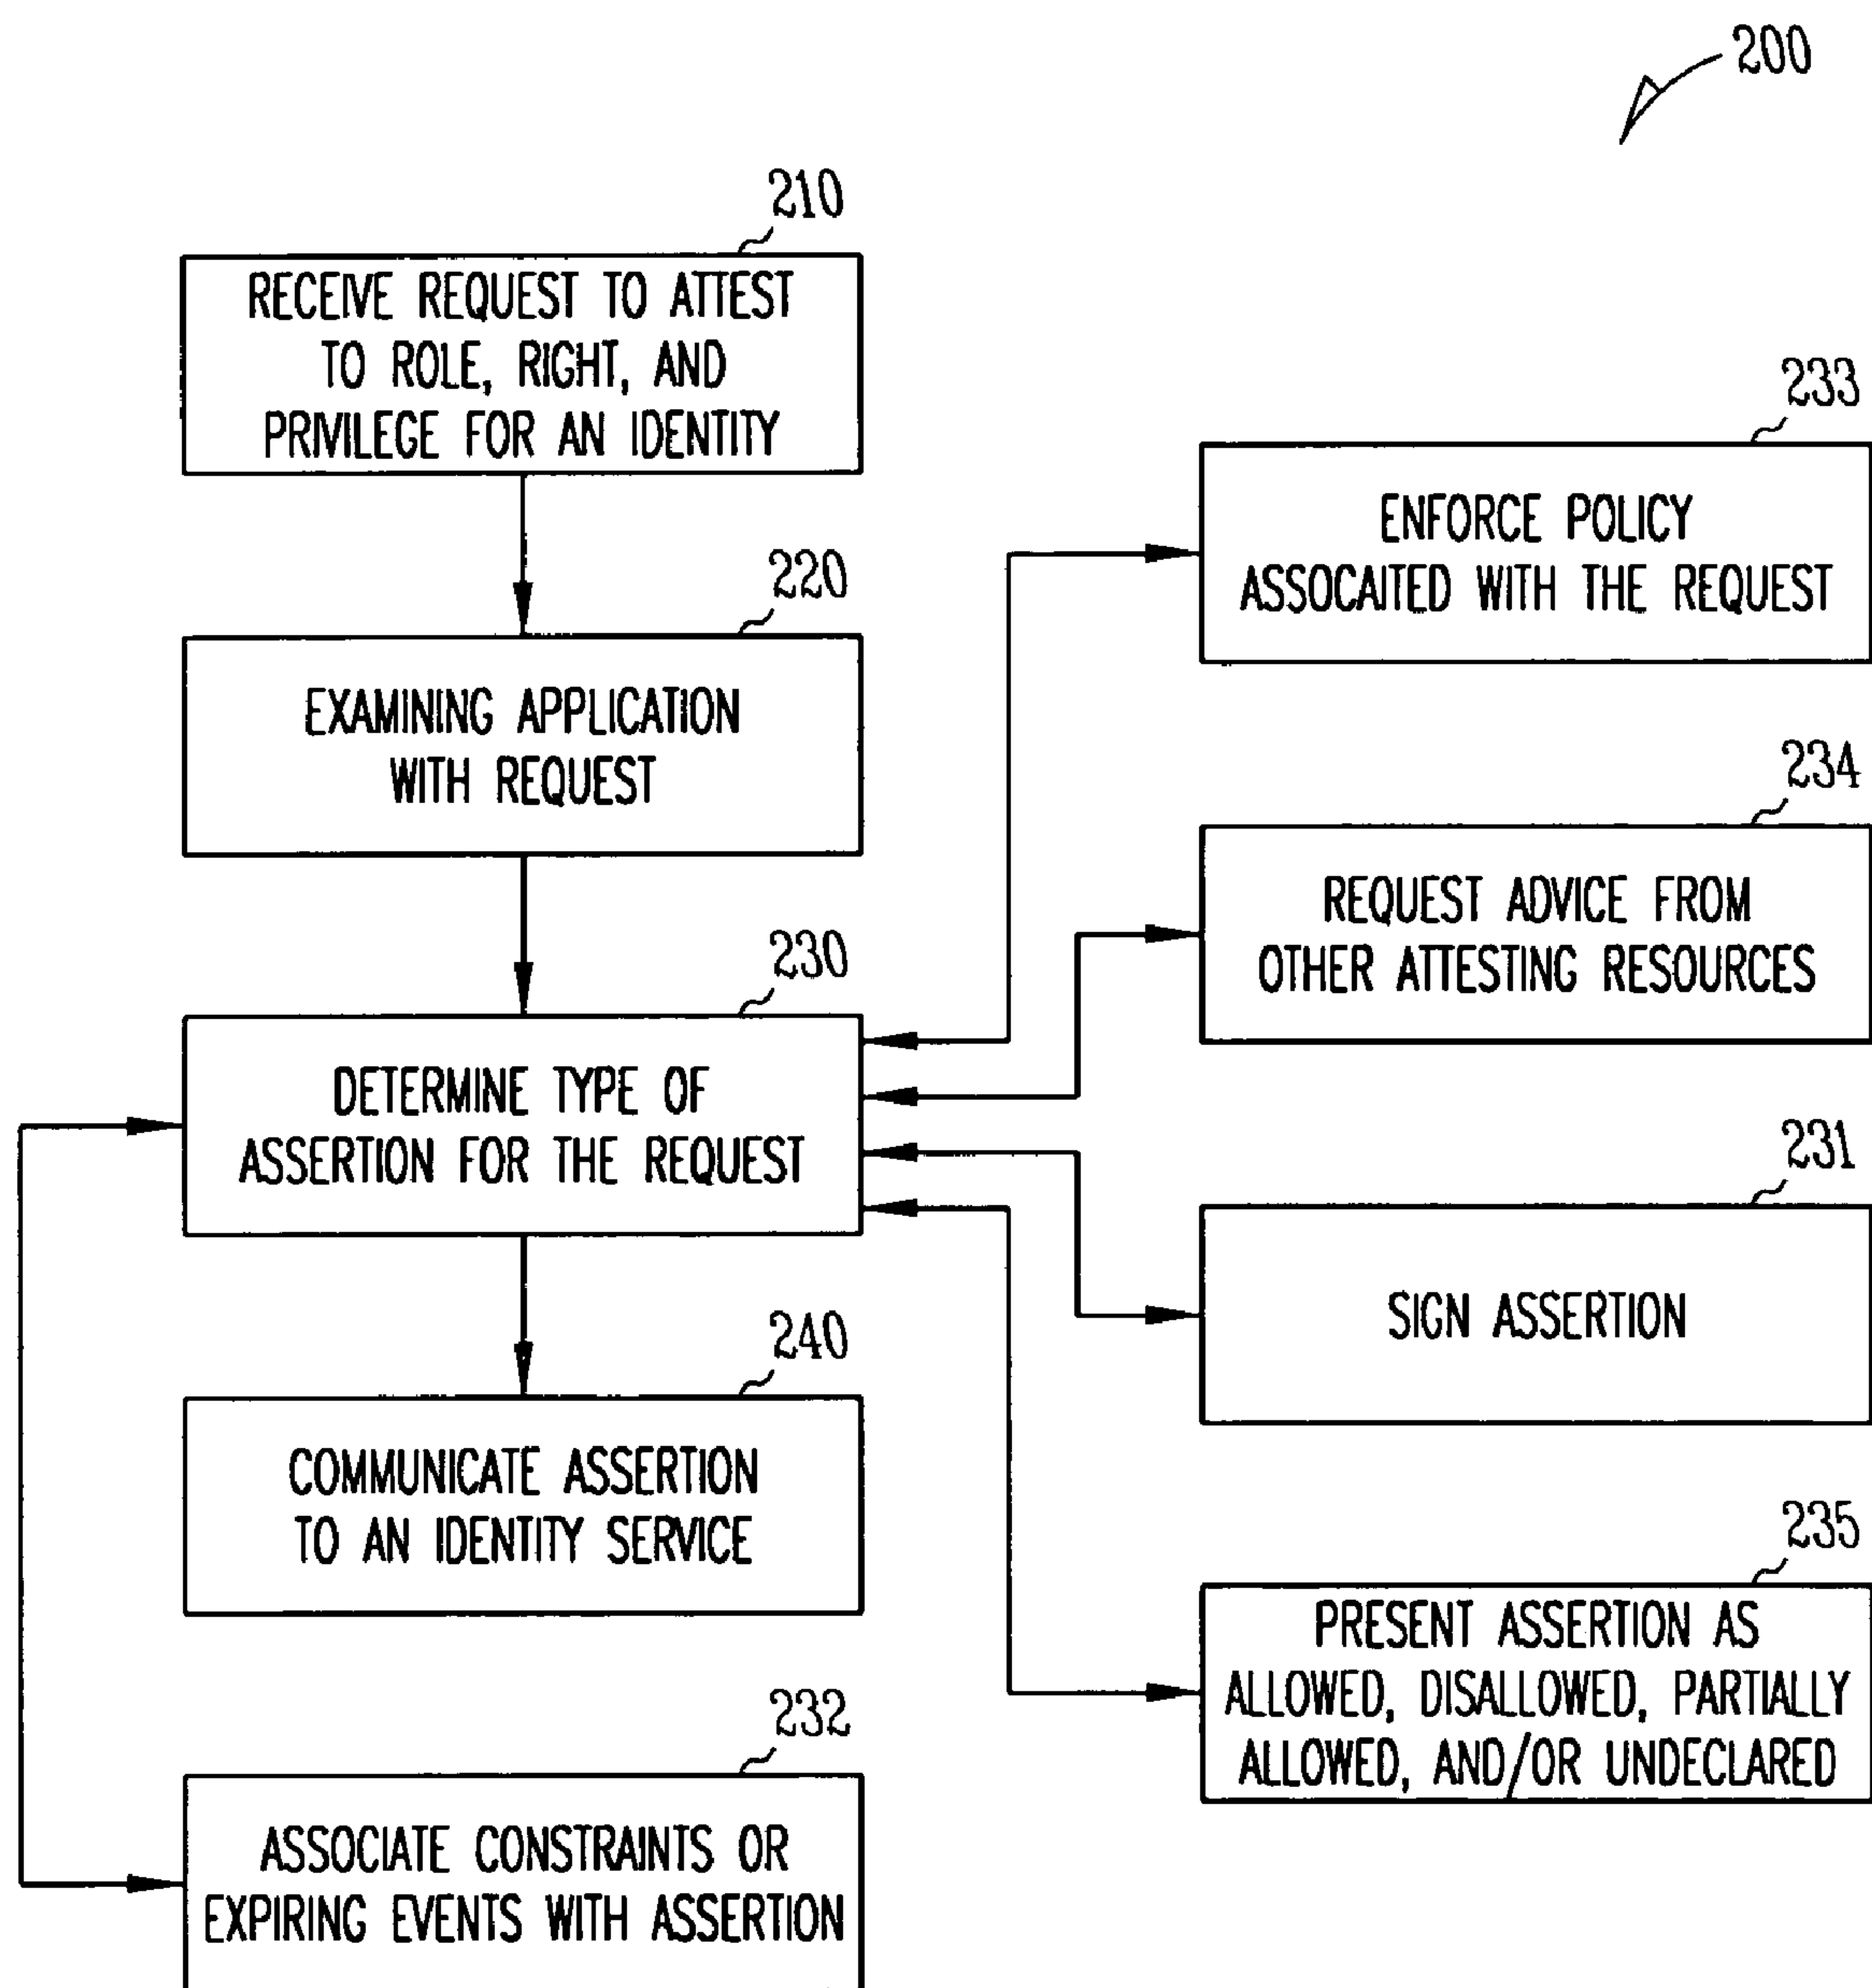 200
210
RECEIVE REQUEST TO ATTEST
TO ROLE, RIGHT, AND
PRIVILEGE FOR AN IDENTITY
220
EXAMINING APPLICATION
WITH REQUEST
230
DETERMINE TYPE OF
ASSERTION FOR THE REQUEST
240
COMMUNICATE ASSERTION
TO AN IDENTITY SERVICE
232
ASSOCIATE CONSTRAINTS OR
EXPIRING EVENTS WITH ASSERTION
233
ENFORCE POLICY
ASSOCAITED WITH THE REQUEST
234
REQUEST ADVICE FROM
OTHER ATTESTING RESOURCES
231
SIGN ASSERTION
235
PRESENT ASSERTION AS
ALLOWED, DISALLOWED, PARTIALLY
ALLOWED, AND/OR UNDECLARED